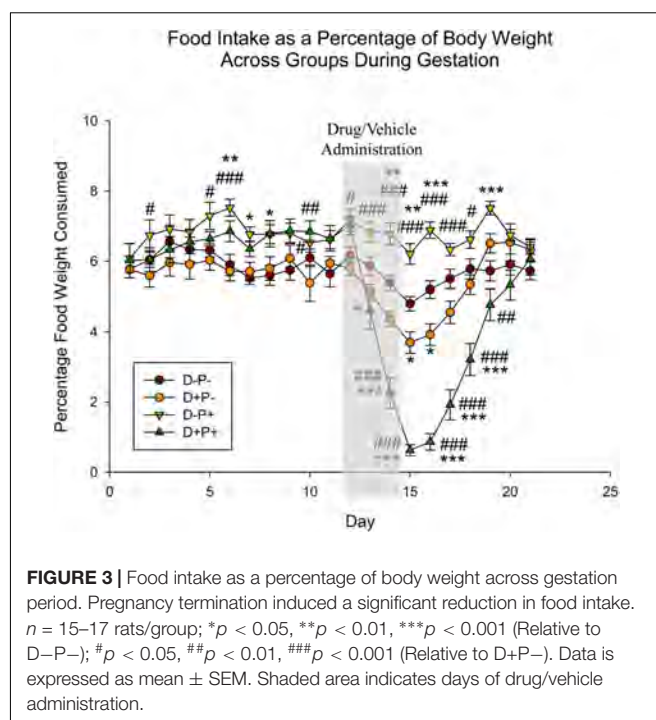 Food Intake as a Percentage of Body Weight
Across Groups During Gestation
Drug/Vehicle
Administration
Percentage Food Weight Consumed
10
8
6
4
2
0
** 
###
#
#
*
*
##
#
#
###
**
###
**
###
***
###
###
#
***
*
*
##
###
***
###
***
###
***
###
***
###
***
D-P-
D+P-
D-P+
D+P+
0
5
10
15
20
25
Day
FIGURE 3 | Food intake as a percentage of body weight across gestation
period. Pregnancy termination induced a significant reduction in food intake.
n = 15–17 rats/group; *p < 0.05, **p < 0.01, ***p < 0.001 (Relative to
D−P−); #p < 0.05, ##p < 0.01, ###p < 0.001 (Relative to D+P−). Data is
expressed as mean ± SEM. Shaded area indicates days of drug/vehicle
administration.